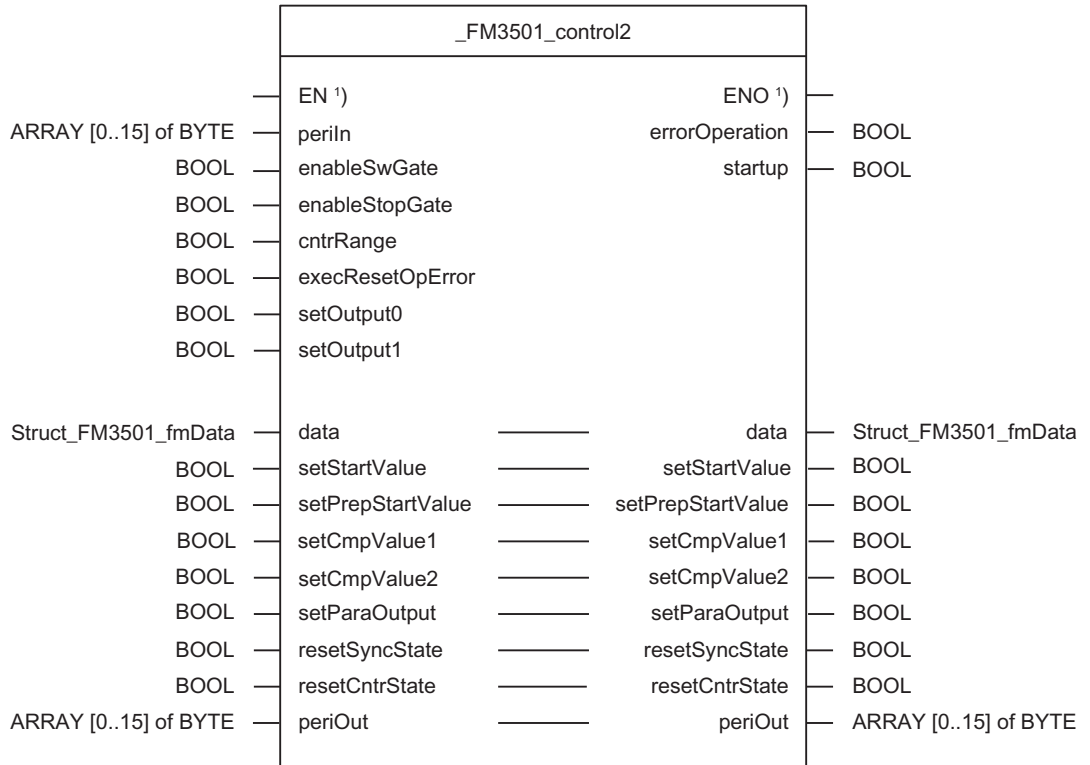 _FM3501_control2
EN ¹) ENO ¹)
ARRAY [0..15] of BYTE periIn errorOperation BOOL
BOOL enableSwGate startup BOOL
BOOL enableStopGate
BOOL cntrRange
BOOL execResetOpError
BOOL setOutput0
BOOL setOutput1
Struct_FM3501_fmData data data Struct_FM3501_fmData
BOOL setStartValue setStartValue BOOL
BOOL setPrepStartValue setPrepStartValue BOOL
BOOL setCmpValue1 setCmpValue1 BOOL
BOOL setCmpValue2 setCmpValue2 BOOL
BOOL setParaOutput setParaOutput BOOL
BOOL resetSyncState resetSyncState BOOL
BOOL resetCntrState resetCntrState BOOL
ARRAY [0..15] of BYTE periOut periOut ARRAY [0..15] of BYTE